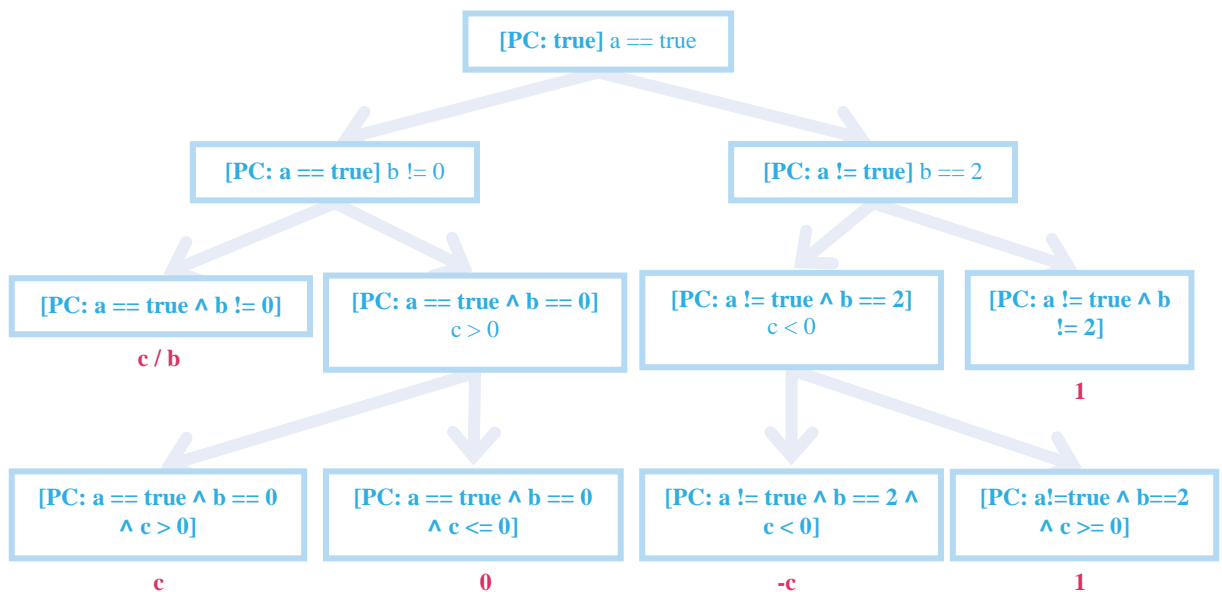 [PC: true] a == true
[PC: a == true] b != 0
[PC: a != true] b == 2
[PC: a == true ∧ b != 0]
c / b
[PC: a == true ∧ b == 0]
c > 0
[PC: a != true ∧ b == 2]
c < 0
[PC: a != true ∧ b
!= 2]
1
[PC: a == true ∧ b == 0
∧ c > 0]
c
[PC: a == true ∧ b == 0
∧ c <= 0]
0
[PC: a != true ∧ b == 2 ∧
c < 0]
-c
[PC: a!=true ∧ b==2
∧ c >= 0]
1